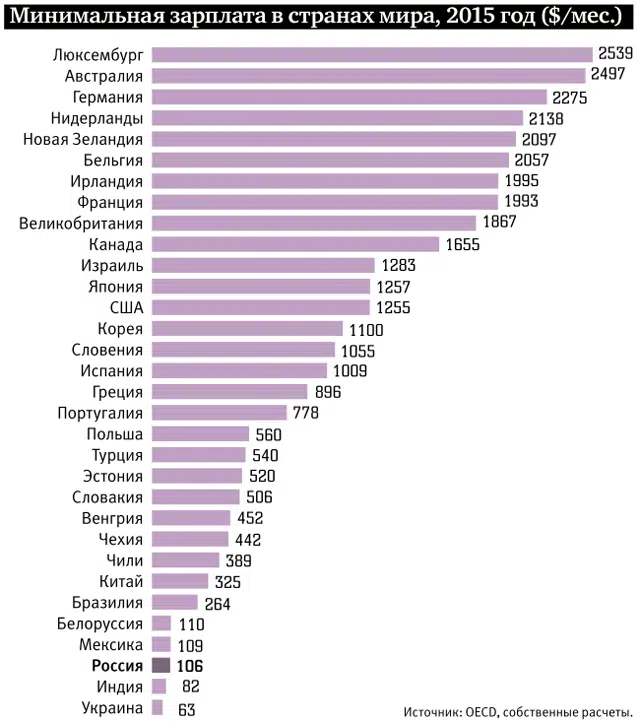 Минимальная зарплата в странах мира, 2015 год ($/мес.)
Люксембург 2539
Австралия 2497
Германия 2275
Нидерланды 2138
Новая Зеландия 2097
Бельгия 2057
Ирландия 1995
Франция 1993
Великобритания 1867
Канада 1655
Израиль 1283
Япония 1257
США 1255
Корея 1100
Словения 1055
Испания 1009
Греция 896
Португалия 778
Польша 560
Турция 540
Эстония 520
Словакия 506
Венгрия 452
Чехия 442
Чили 389
Китай 325
Бразилия 264
Белоруссия 110
Мексика 109
Россия 106
Индия 82
Украина 63
Источник: OECD, собственные расчеты.